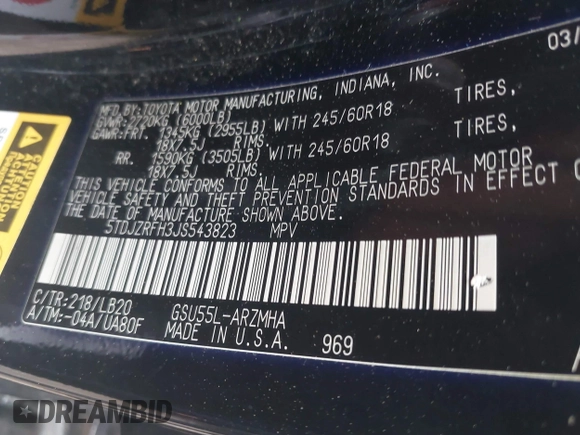 03/
MFD.BY:TOYOTA MOTOR MANUFACTURING, INDIANA, INC.
GVWR:2720KG (6000LB)
GAWR:FRT. 1345KG (2955LB) WITH 245/60R18 TIRES,
18X7.5J RIMS.
RR. 1590KG (3505LB) WITH 245/60R18 TIRES,
18X7.5J RIMS.
THIS VEHICLE CONFORMS TO ALL APPLICABLE FEDERAL MOTOR
VEHICLE SAFETY AND THEFT PREVENTION STANDARDS IN EFFECT
THE DATE OF MANUFACTURE SHOWN ABOVE.
5TDJZRFH3JS543823 MPV
C/TR:218/LB20 GSU55L-ARZMHA
A/TM:-04A/UA80F MADE IN U.S.A. 969
DREAMBID